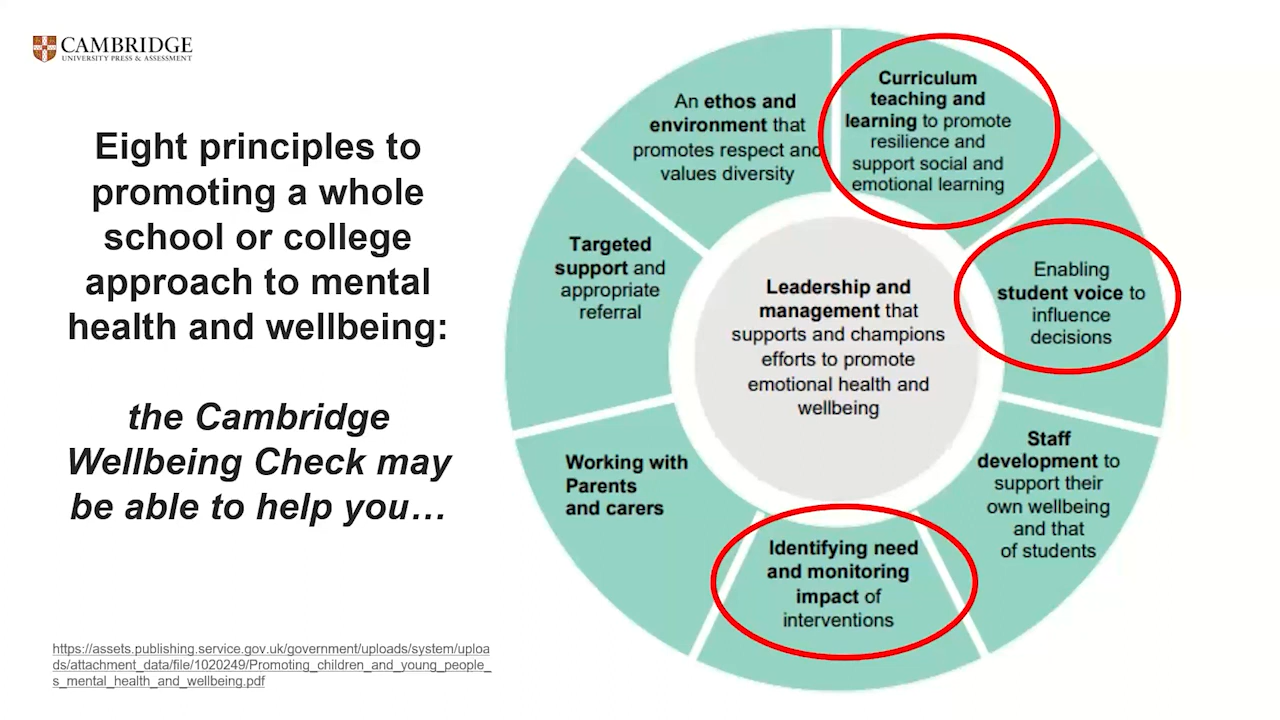 CAMBRIDGE
UNIVERSITY PRESS & ASSESSMENT
Eight principles to
promoting a whole
school or college
approach to mental
health and wellbeing:
the Cambridge
Wellbeing Check may
be able to help you…
https://assets.publishing.service.gov.uk/government/uploads/system/uploa
ds/attachment_data/file/1020249/Promoting_children_and_young_people_
s_mental_health_and_wellbeing.pdf
An ethos and
environment that
promotes respect and
values diversity
Curriculum
teaching and
learning to promote
resilience and
support social and
emotional learning
Enabling
student voice to
influence
decisions
Staff
development to
support their
own wellbeing
and that
of students
Identifying need
and monitoring
impact of
interventions
Working with
Parents
and carers
Targeted
support and
appropriate
referral
Leadership and
management that
supports and champions
efforts to promote
emotional health and
wellbeing